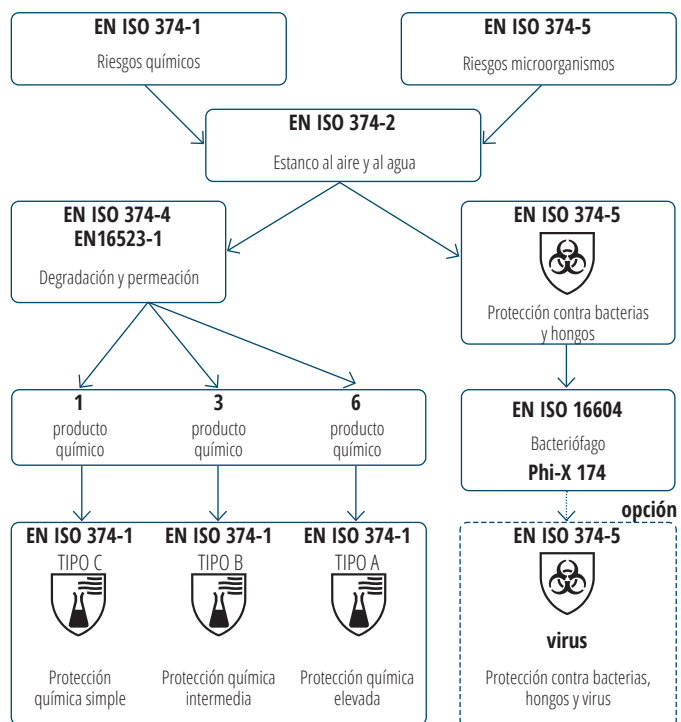 EN ISO 374-1
Riesgos químicos
EN ISO 374-5
Riesgos microorganismos
EN ISO 374-2
Estanco al aire y al agua
EN ISO 374-4
EN16523-1
Degradación y permeación
EN ISO 374-5
Protección contra bacterias
y hongos
1
producto
químico
3
producto
químico
6
producto
químico
EN ISO 16604
Bacteriófago
Phi-X 174
opción
EN ISO 374-1
TIPO C
Protección
química simple
EN ISO 374-1
TIPO B
Protección química
intermedia
EN ISO 374-1
TIPO A
Protección química
elevada
EN ISO 374-5
virus
Protección contra bacterias,
hongos y virus